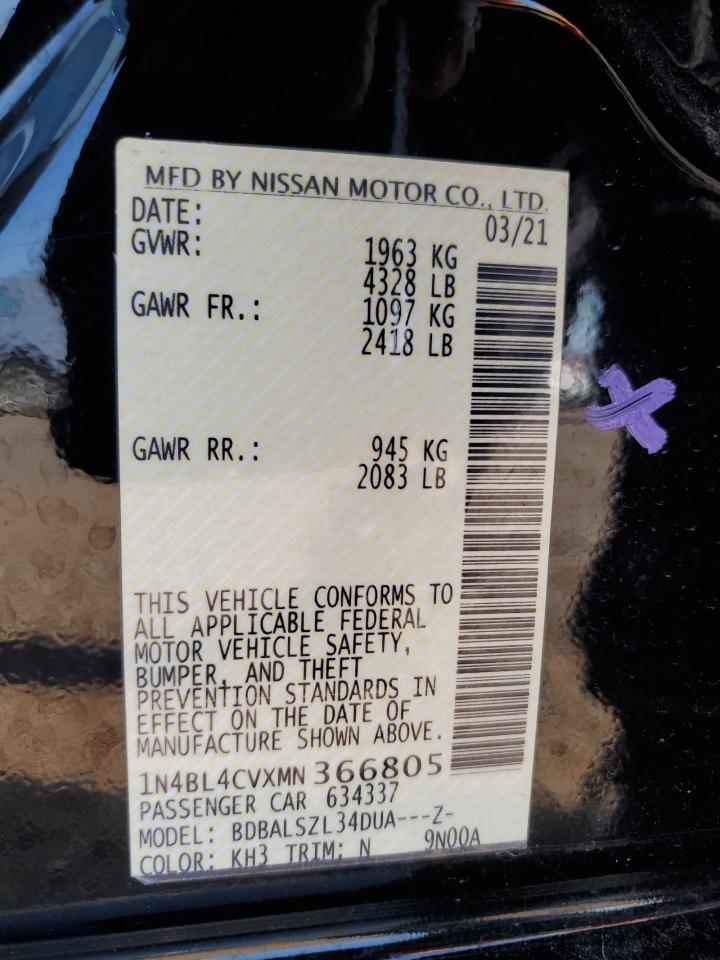 MFD BY NISSAN MOTOR CO., LTD.
DATE: 03/21
GVWR: 1963 KG
4328 LB
GAWR FR.: 1097 KG
2418 LB
GAWR RR.: 945 KG
2083 LB
THIS VEHICLE CONFORMS TO
ALL APPLICABLE FEDERAL
MOTOR VEHICLE SAFETY,
BUMPER, AND THEFT
PREVENTION STANDARDS IN
EFFECT ON THE DATE OF
MANUFACTURE SHOWN ABOVE.
1N4BL4CVXMN 366805
PASSENGER CAR 634337
MODEL: BDBALSZL34DUA---Z-
COLOR: KH3 TRIM: N 9N00A